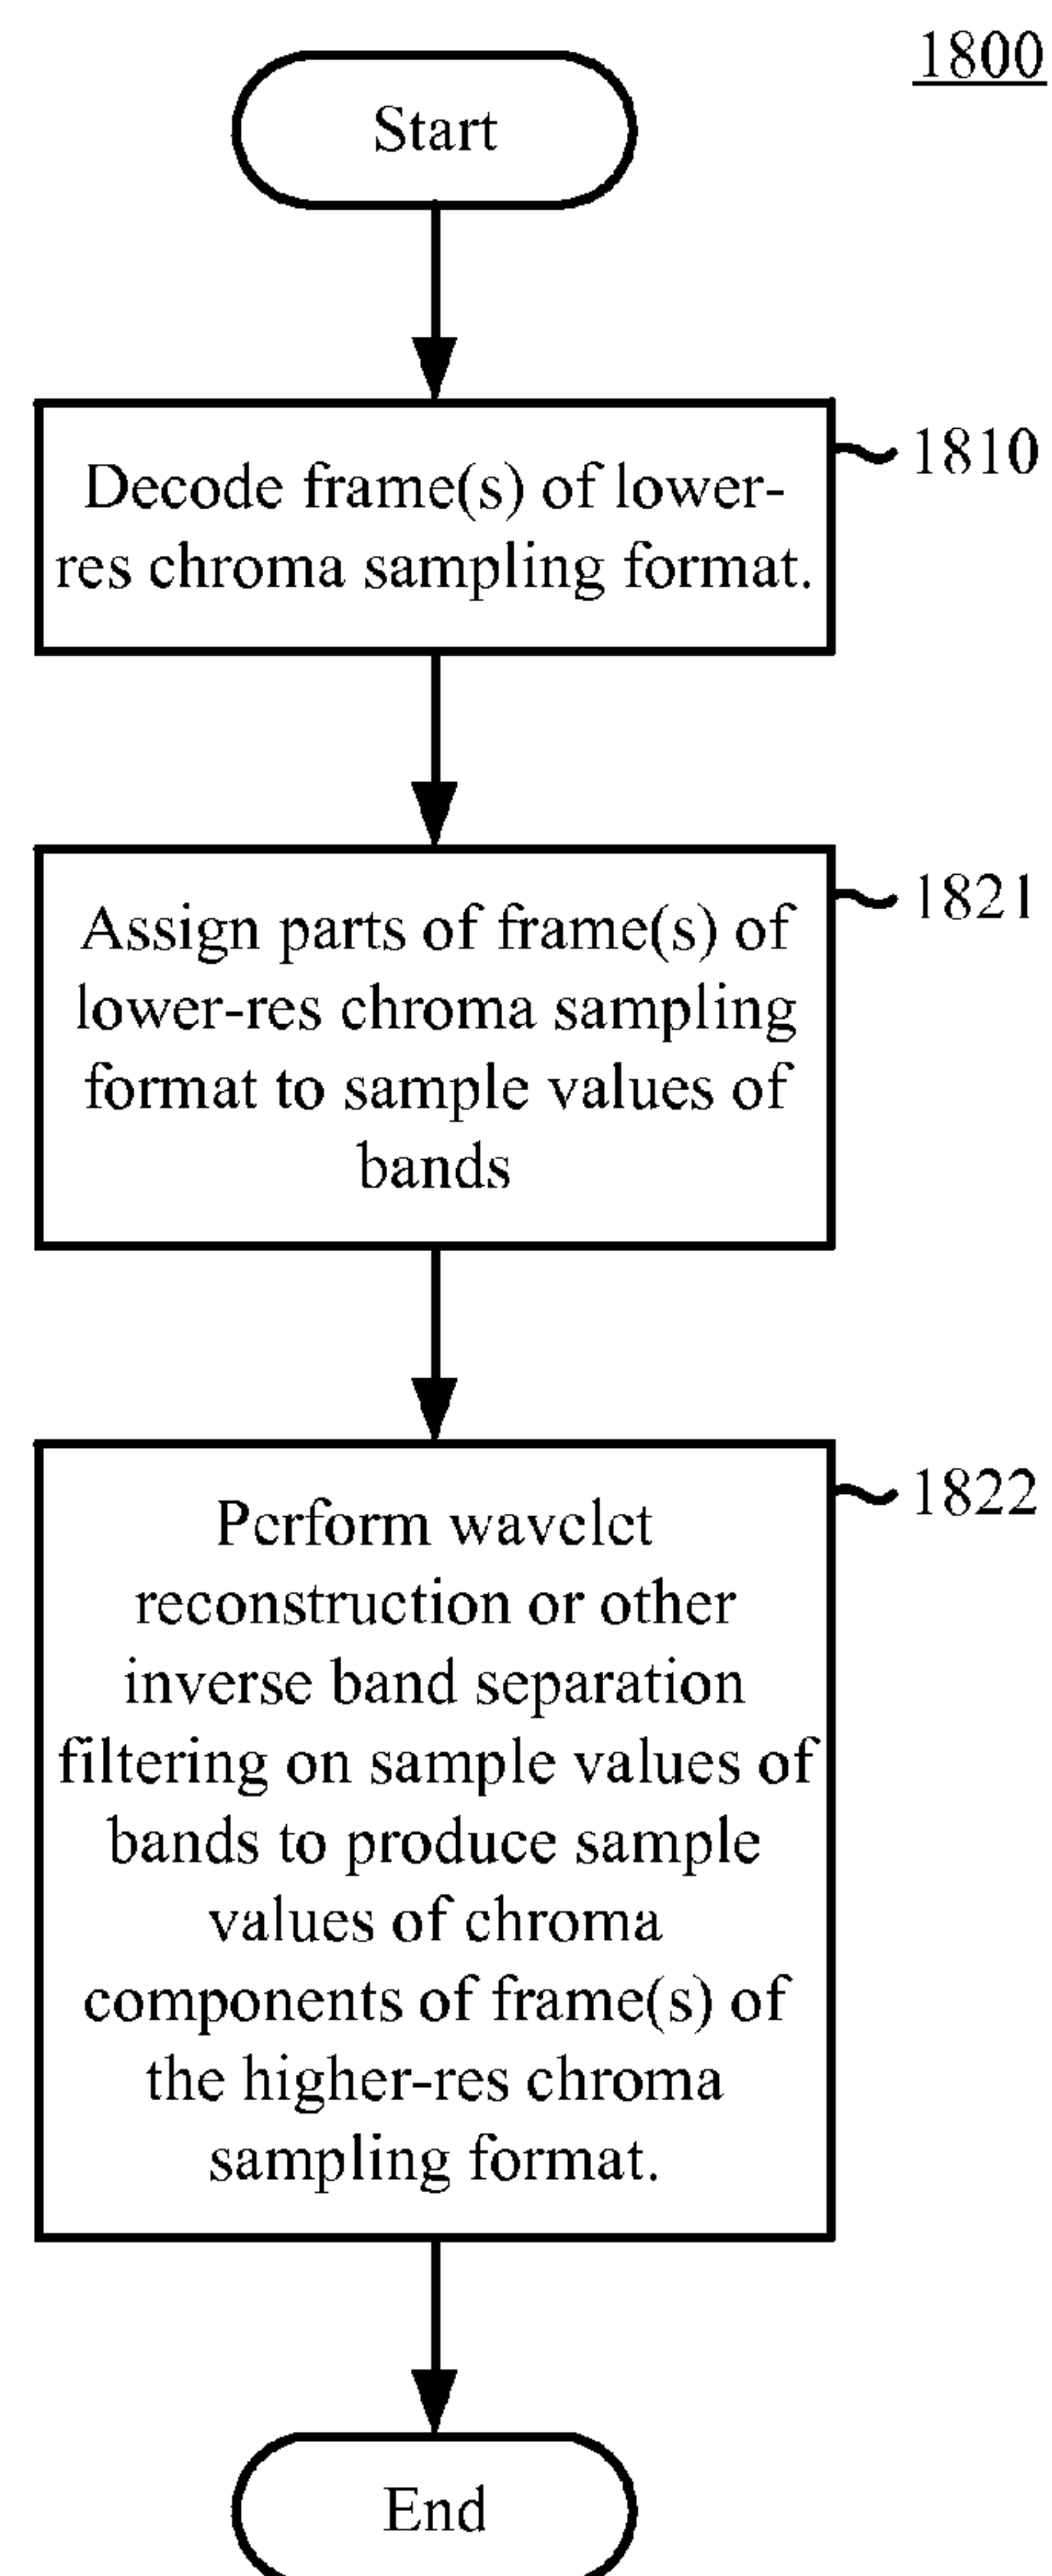 1800
Start
Decode frame(s) of lower-
res chroma sampling format.
1810
Assign parts of frame(s) of
lower-res chroma sampling
format to sample values of
bands
1821
Perform wavelet
reconstruction or other
inverse band separation
filtering on sample values of
bands to produce sample
values of chroma
components of frame(s) of
the higher-res chroma
sampling format.
1822
End